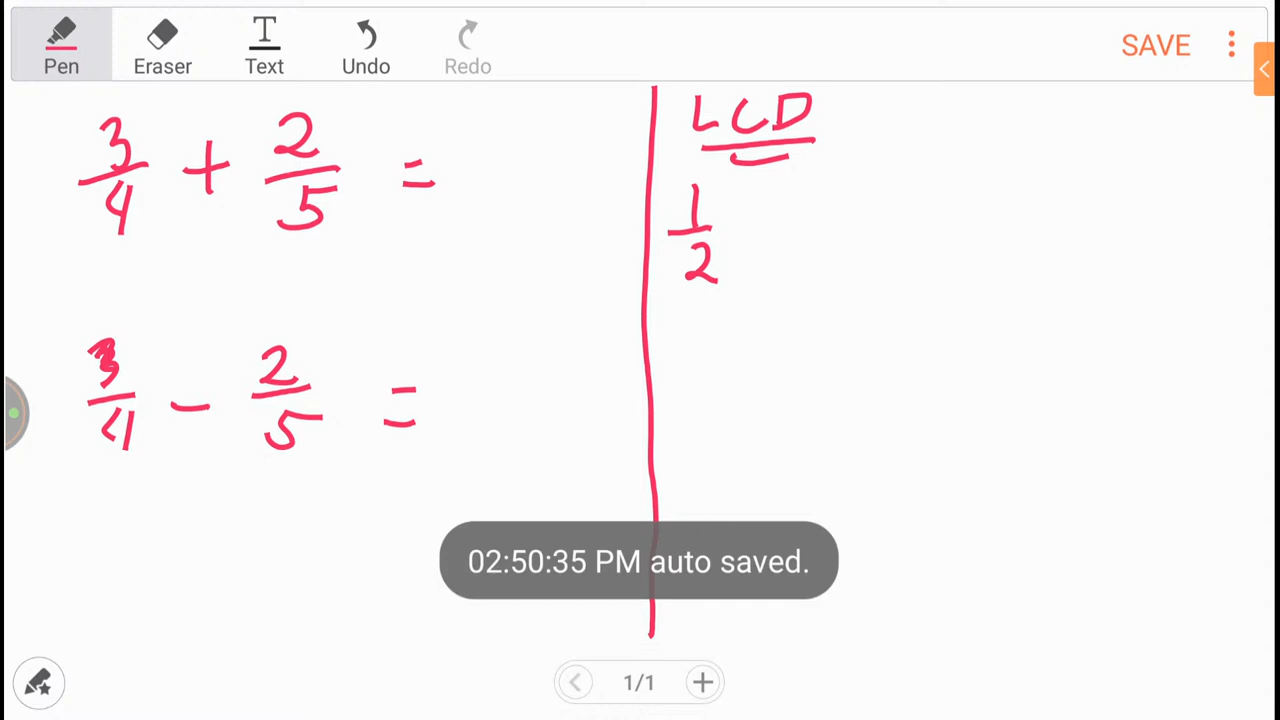 Pen Eraser Text Undo Redo SAVE
3/4 + 2/5 =
LCD
1/2
3/4 - 2/5 =
02:50:35 PM auto saved.
1/1